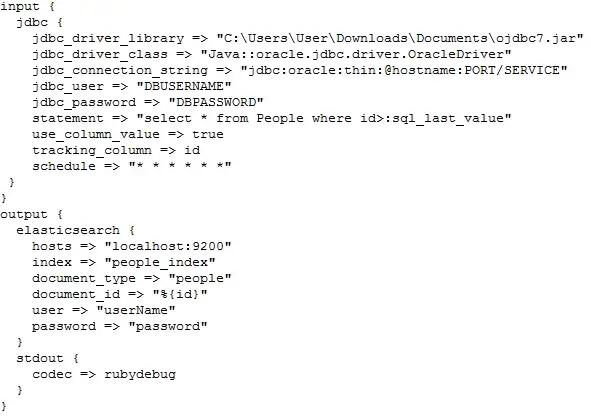 input {
  jdbc {
    jdbc_driver_library => "C:\Users\User\Downloads\Documents\ojdbc7.jar"
    jdbc_driver_class => "Java::oracle.jdbc.driver.OracleDriver"
    jdbc_connection_string => "jdbc:oracle:thin:@hostname:PORT/SERVICE"
    jdbc_user => "DBUSERNAME"
    jdbc_password => "DBPASSWORD"
    statement => "select * from People where id>:sql_last_value"
    use_column_value => true
    tracking_column => id
    schedule => "* * * * * *"
 }
}
output {
  elasticsearch {
    hosts => "localhost:9200"
    index => "people_index"
    document_type => "people"
    document_id => "%{id}"
    user => "userName"
    password => "password"
  }
  stdout {
    codec => rubydebug
  }
}